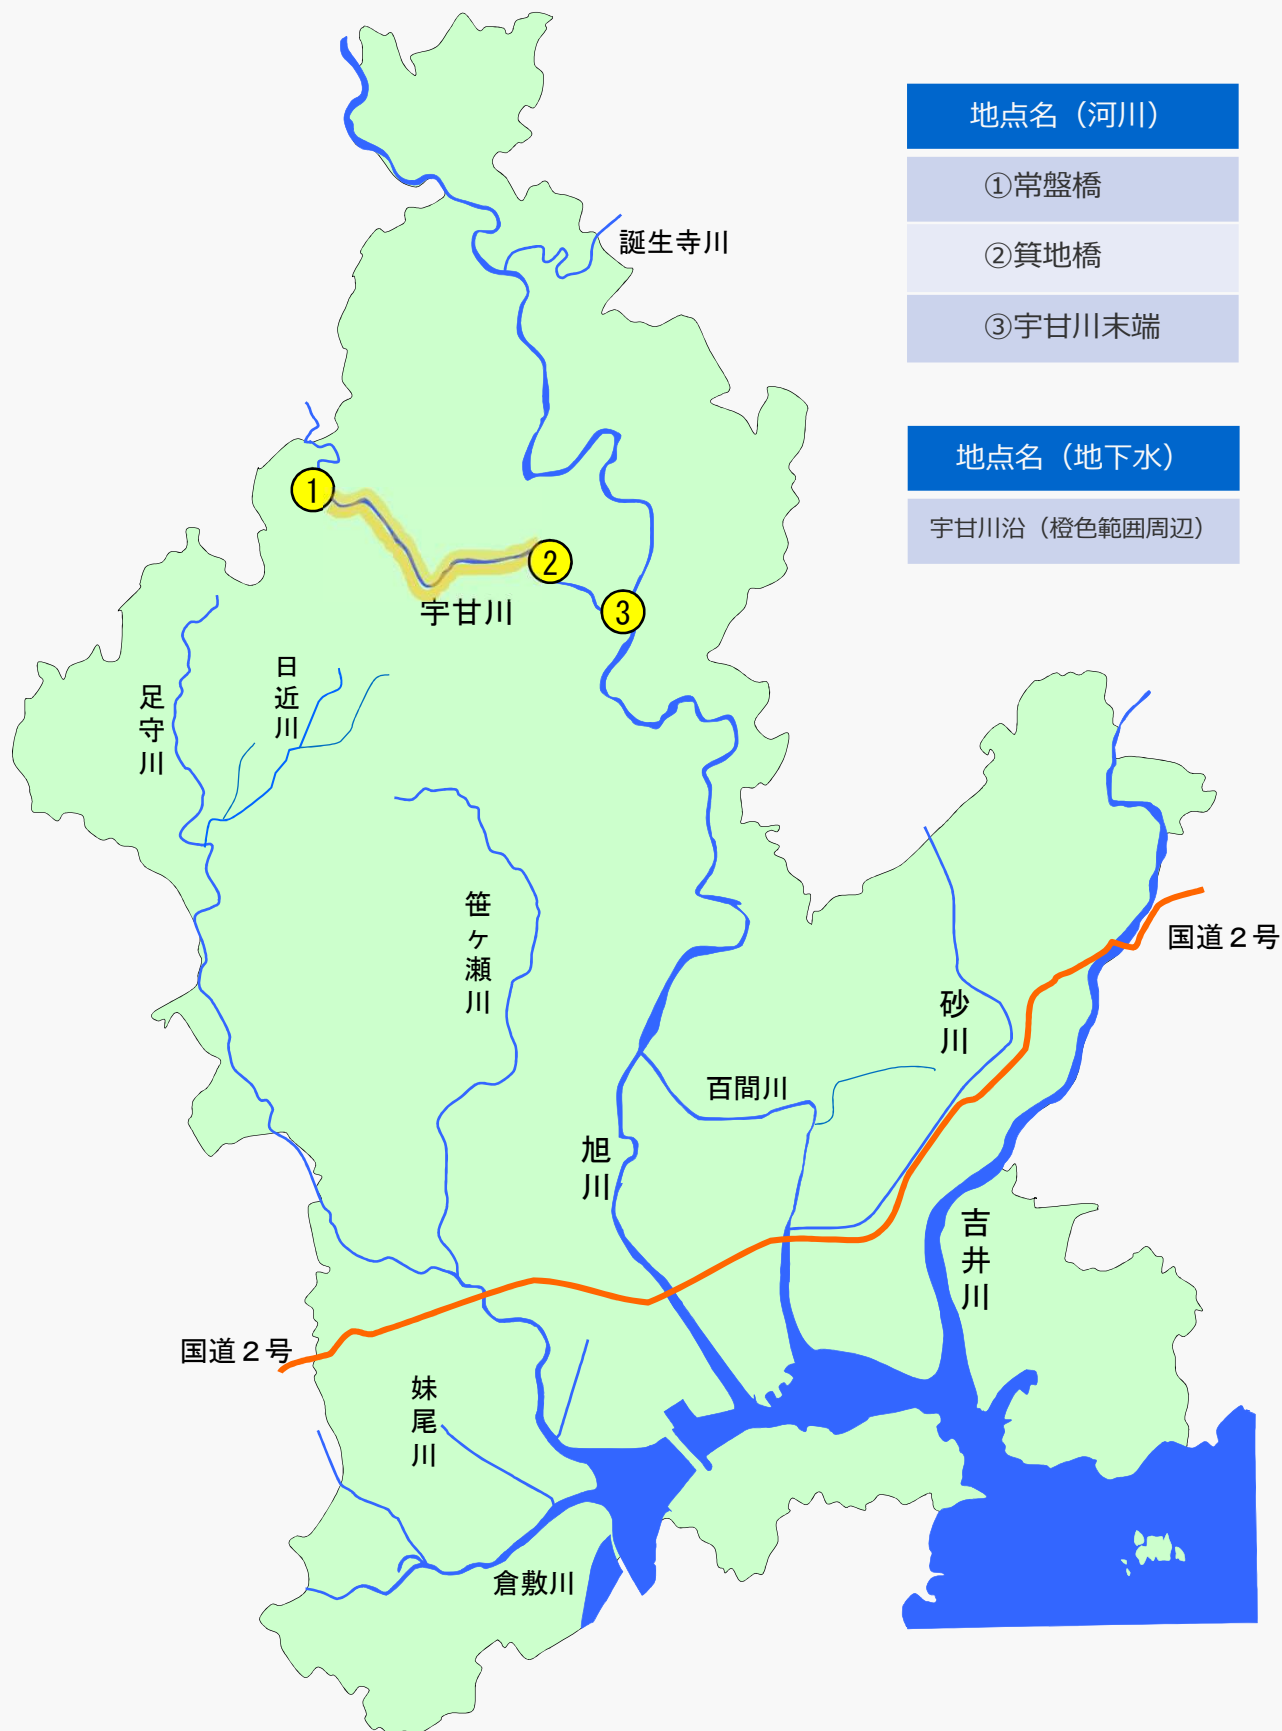 地点名（河川）
①常盤橋
②箕地橋
③宇甘川末端
地点名（地下水）
宇甘川沿（橙色範囲周辺）
誕生寺川
1
2
3
宇甘川
日近川
足守川
笹ヶ瀬川
国道２号
砂川
百間川
旭川
吉井川
国道２号
妹尾川
倉敷川